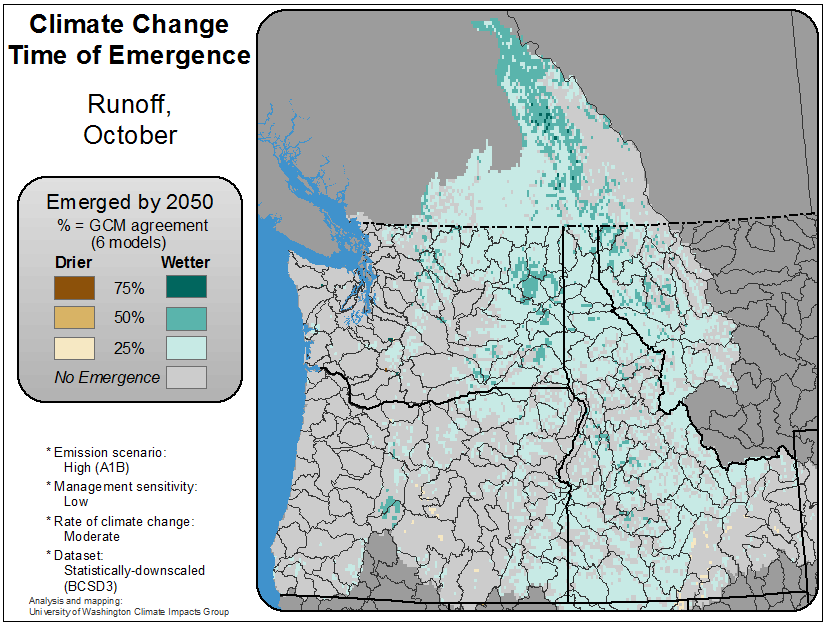 Climate Change
Time of Emergence
Runoff,
October
Emerged by 2050
% = GCM agreement
(6 models)
Drier Wetter
75%
50%
25%
No Emergence
* Emission scenario:
High (A1B)
* Management sensitivity:
Low
* Rate of climate change:
Moderate
* Dataset:
Statistically-downscaled
(BCSD3)
Analysis and mapping:
University of Washington Climate Impacts Group